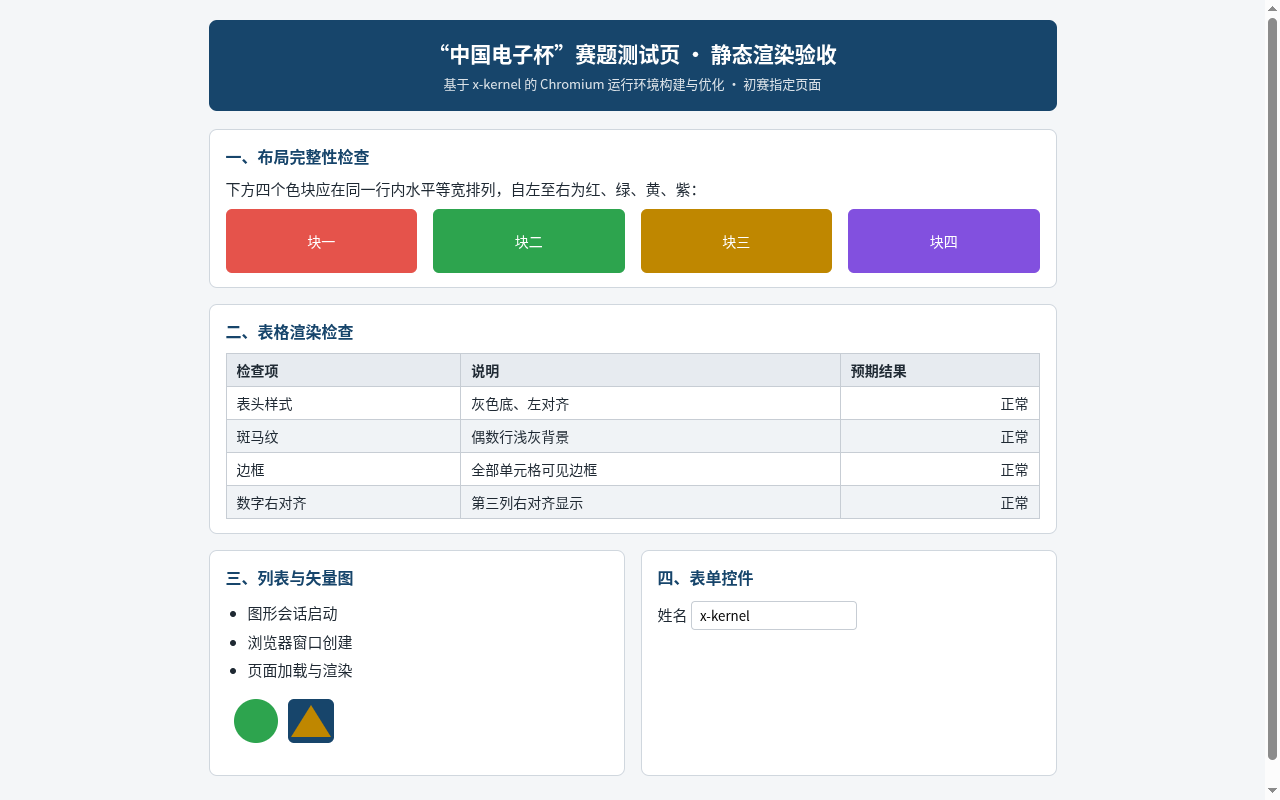 “中国电子杯”赛题测试页 · 静态渲染验收
基于 x-kernel 的 Chromium 运行环境构建与优化 · 初赛指定页面
一、布局完整性检查
下方四个色块应在同一行内水平等宽排列，自左至右为红、绿、黄、紫：
块一 块二 块三 块四
二、表格渲染检查
检查项 说明 预期结果
表头样式 灰色底、左对齐 正常
斑马纹 偶数行浅灰背景 正常
边框 全部单元格可见边框 正常
数字右对齐 第三列右对齐显示 正常
三、列表与矢量图
• 图形会话启动
• 浏览器窗口创建
• 页面加载与渲染
四、表单控件
姓名 x-kernel